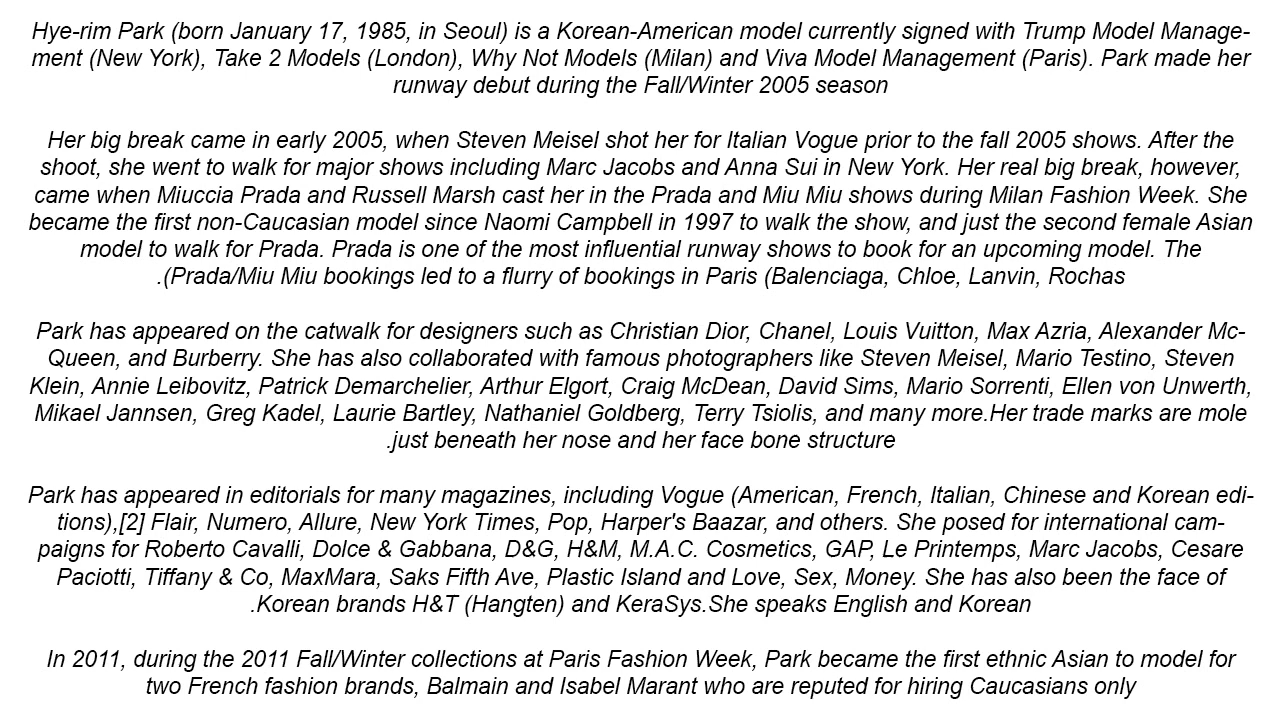 Hye-rim Park (born January 17, 1985, in Seoul) is a Korean-American model currently signed with Trump Model Manage-
ment (New York), Take 2 Models (London), Why Not Models (Milan) and Viva Model Management (Paris). Park made her
runway debut during the Fall/Winter 2005 season
Her big break came in early 2005, when Steven Meisel shot her for Italian Vogue prior to the fall 2005 shows. After the
shoot, she went to walk for major shows including Marc Jacobs and Anna Sui in New York. Her real big break, however,
came when Miuccia Prada and Russell Marsh cast her in the Prada and Miu Miu shows during Milan Fashion Week. She
became the first non-Caucasian model since Naomi Campbell in 1997 to walk the show, and just the second female Asian
model to walk for Prada. Prada is one of the most influential runway shows to book for an upcoming model. The
.(Prada/Miu Miu bookings led to a flurry of bookings in Paris (Balenciaga, Chloe, Lanvin, Rochas
Park has appeared on the catwalk for designers such as Christian Dior, Chanel, Louis Vuitton, Max Azria, Alexander Mc-
Queen, and Burberry. She has also collaborated with famous photographers like Steven Meisel, Mario Testino, Steven
Klein, Annie Leibovitz, Patrick Demarchelier, Arthur Elgort, Craig McDean, David Sims, Mario Sorrenti, Ellen von Unwerth,
Mikael Jannsen, Greg Kadel, Laurie Bartley, Nathaniel Goldberg, Terry Tsiolis, and many more.Her trade marks are mole
.just beneath her nose and her face bone structure
Park has appeared in editorials for many magazines, including Vogue (American, French, Italian, Chinese and Korean edi-
tions),[2] Flair, Numero, Allure, New York Times, Pop, Harper's Baazar, and others. She posed for international cam-
paigns for Roberto Cavalli, Dolce & Gabbana, D&G, H&M, M.A.C. Cosmetics, GAP, Le Printemps, Marc Jacobs, Cesare
Paciotti, Tiffany & Co, MaxMara, Saks Fifth Ave, Plastic Island and Love, Sex, Money. She has also been the face of
.Korean brands H&T (Hangten) and KeraSys.She speaks English and Korean
In 2011, during the 2011 Fall/Winter collections at Paris Fashion Week, Park became the first ethnic Asian to model for
two French fashion brands, Balmain and Isabel Marant who are reputed for hiring Caucasians only